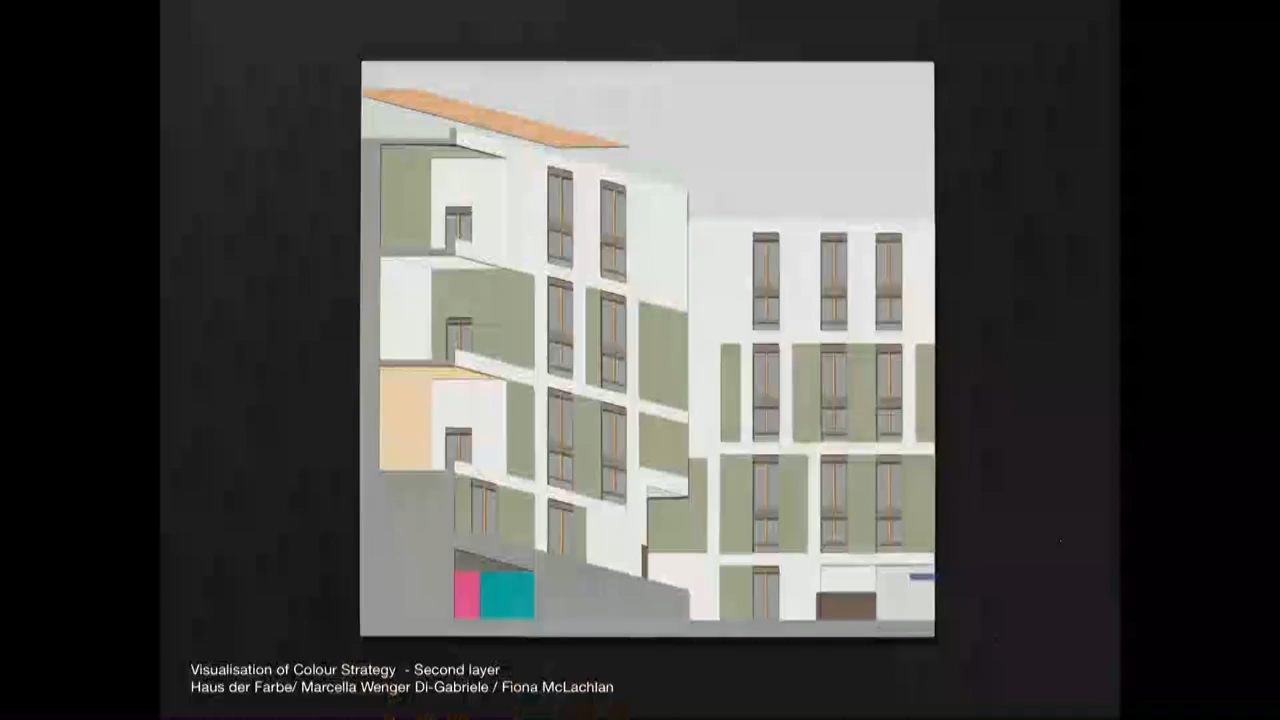 Visualisation of Colour Strategy - Second layer
Haus der Farbe/ Marcella Wenger Di-Gabriele / Fiona McLachlan